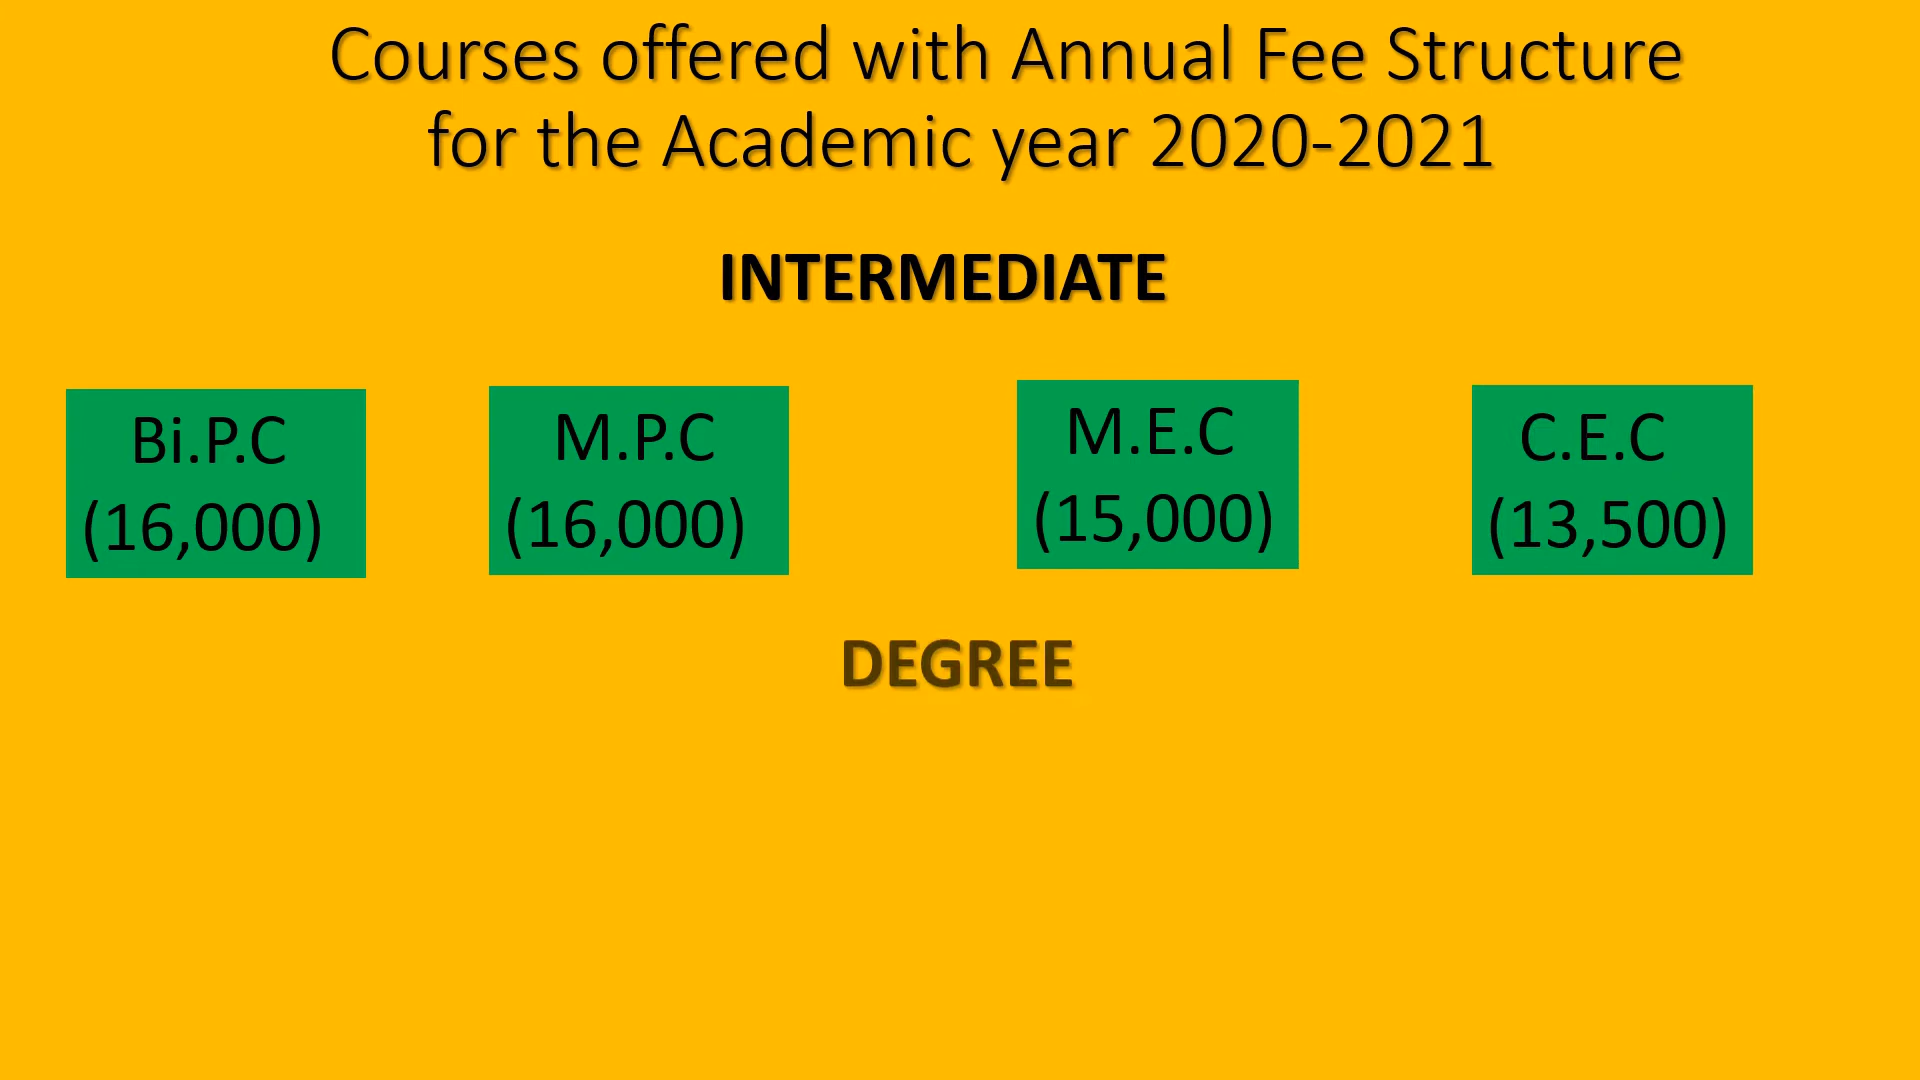 Courses offered with Annual Fee Structure
for the Academic year 2020-2021
INTERMEDIATE
Bi.P.C
(16,000)
M.P.C
(16,000)
M.E.C
(15,000)
C.E.C
(13,500)
DEGREE